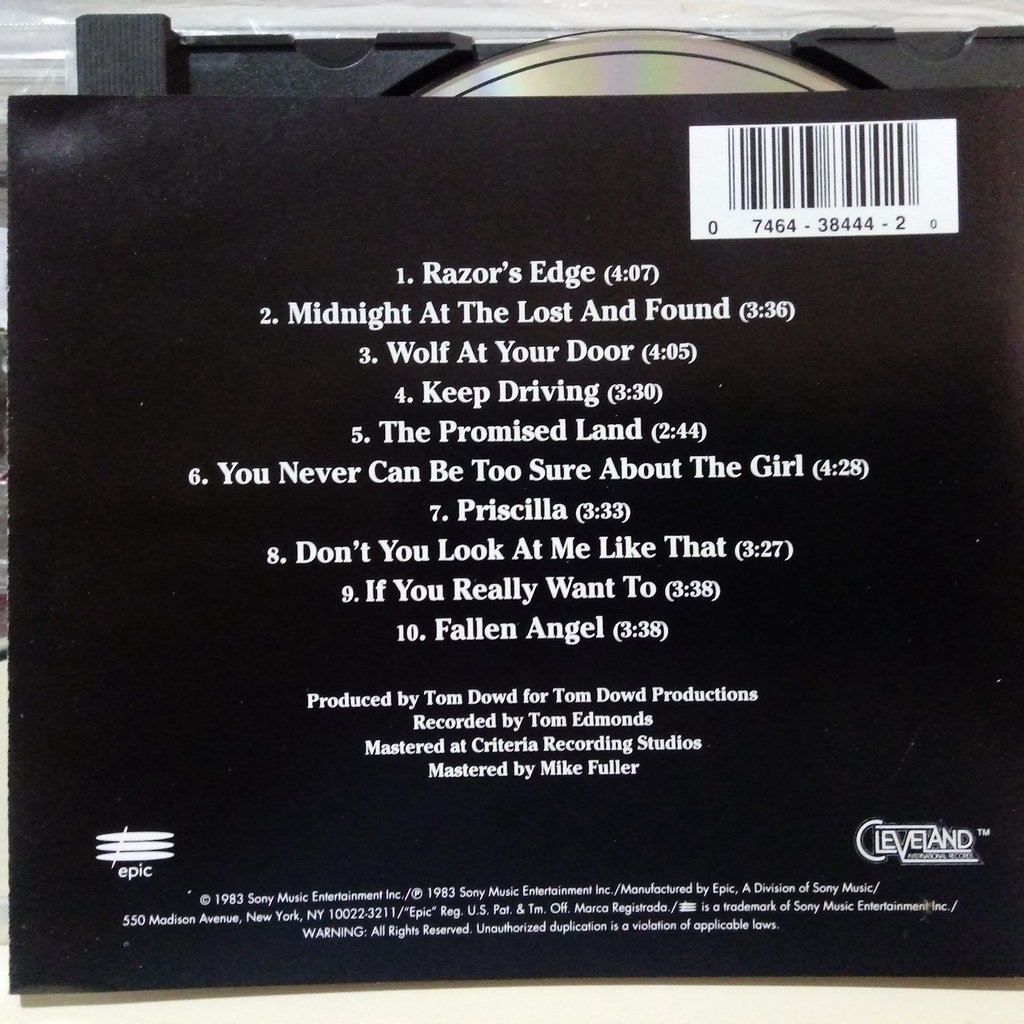 0 7464 - 38444 - 2 0
1. Razor's Edge (4:07)
2. Midnight At The Lost And Found (3:36)
3. Wolf At Your Door (4:05)
4. Keep Driving (3:30)
5. The Promised Land (2:44)
6. You Never Can Be Too Sure About The Girl (4:28)
7. Priscilla (3:33)
8. Don't You Look At Me Like That (3:27)
9. If You Really Want To (3:38)
10. Fallen Angel (3:38)
Produced by Tom Dowd for Tom Dowd Productions
Recorded by Tom Edmonds
Mastered at Criteria Recording Studios
Mastered by Mike Fuller
epic
CLEVELAND ™
INTERNATIONAL RECORDS
© 1983 Sony Music Entertainment Inc./℗ 1983 Sony Music Entertainment Inc./Manufactured by Epic, A Division of Sony Music/
550 Madison Avenue, New York, NY 10022-3211/"Epic" Reg. U.S. Pat. & Tm. Off. Marca Registrada./ is a trademark of Sony Music Entertainment Inc./
WARNING: All Rights Reserved. Unauthorized duplication is a violation of applicable laws.